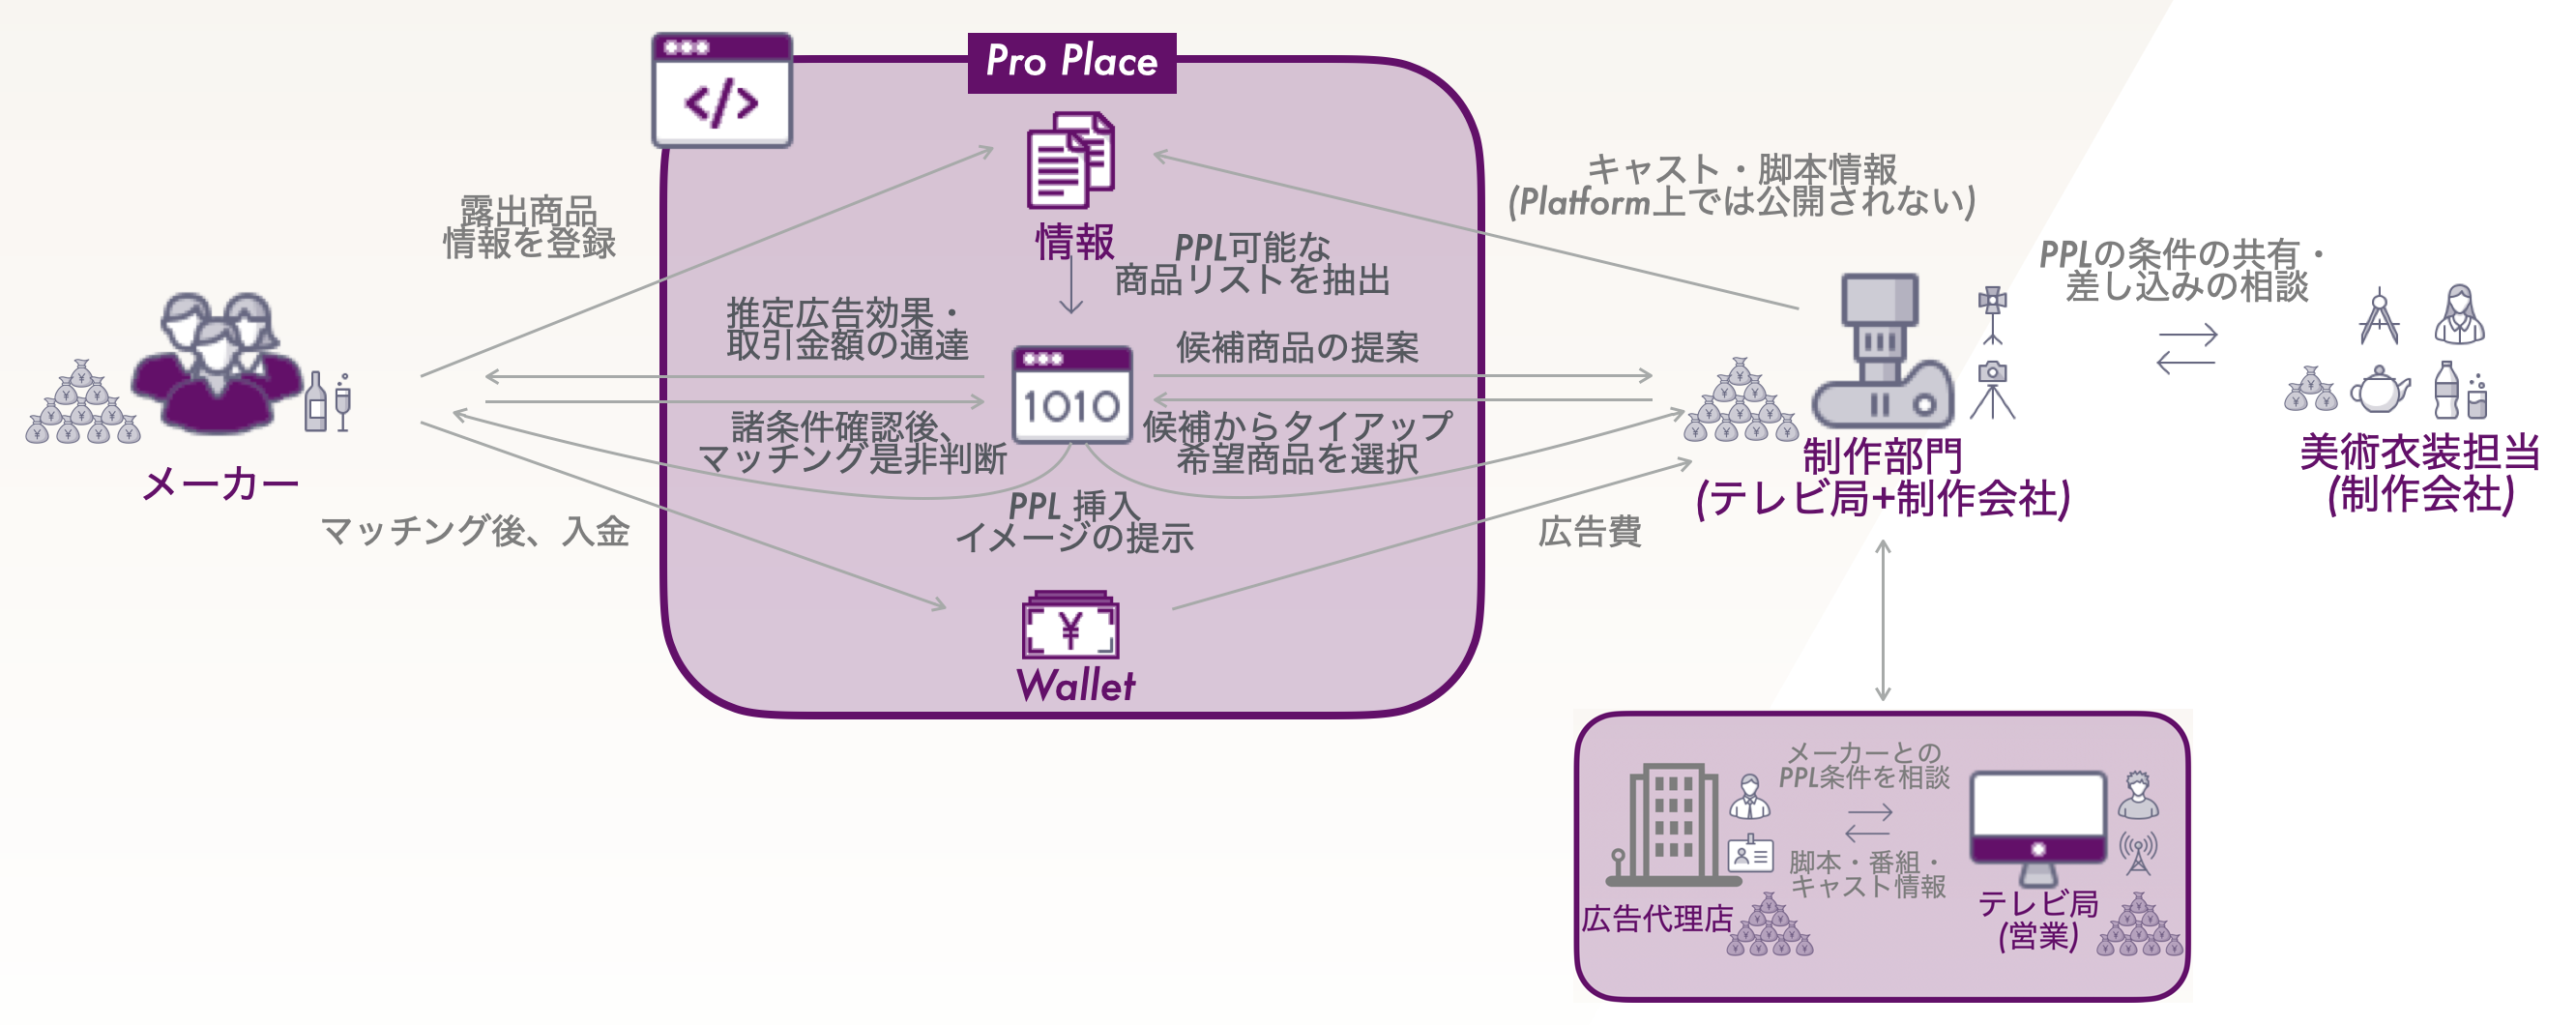 Pro Place
</>
情報
露出商品
情報を登録
キャスト・脚本情報
(Platform上では公開されない)
PPL可能な
商品リストを抽出
PPLの条件の共有・
差し込みの相談
推定広告効果・
取引金額の通達
候補商品の提案
1010
諸条件確認後、
マッチング是非判断
候補からタイアップ
希望商品を選択
メーカー
制作部門
(テレビ局+制作会社)
美術衣装担当
(制作会社)
マッチング後、入金
PPL 挿入
イメージの提示
広告費
¥
Wallet
メーカーとの
PPL条件を相談
脚本・番組・
キャスト情報
広告代理店
テレビ局
(営業)